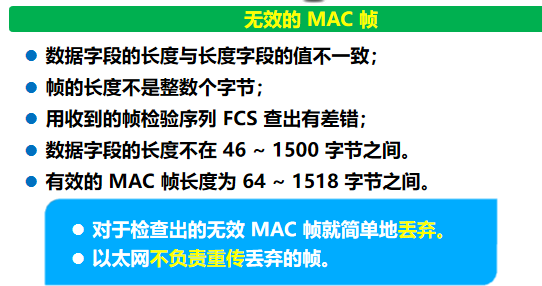 无效的 MAC 帧
数据字段的长度与长度字段的值不一致；
帧的长度不是整数个字节；
用收到的帧检验序列 FCS 查出有差错；
数据字段的长度不在 46 ~ 1500 字节之间。
有效的 MAC 帧长度为 64 ~ 1518 字节之间。
对于检查出的无效 MAC 帧就简单地丢弃。
以太网不负责重传丢弃的帧。